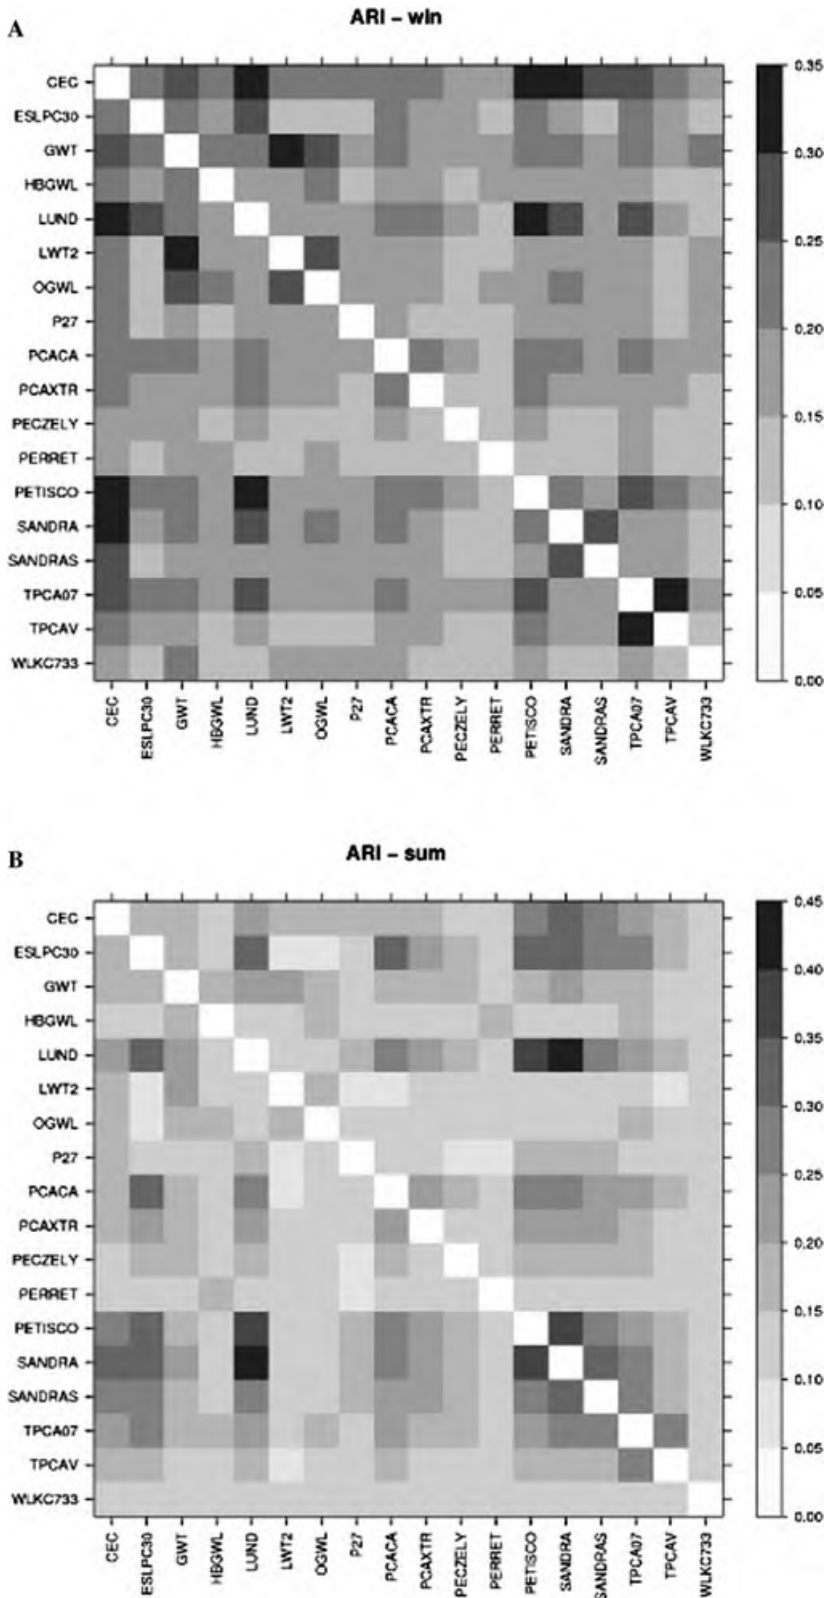 A
ARI – win
CEC
ESLPC30
GWT
HBGWL
LUND
LWT2
OGWL
P27
PCACA
PCAXTR
PECZELY
PERRET
PETISCO
SANDRA
SANDRAS
TPCA07
TPCAV
WLKC733
0.35
0.30
0.25
0.20
0.15
0.10
0.05
0.00
CEC
ESLPC30
GWT
HBGWL
LUND
LWT2
OGWL
P27
PCACA
PCAXTR
PECZELY
PERRET
PETISCO
SANDRA
SANDRAS
TPCA07
TPCAV
WLKC733
B
ARI – sum
CEC
ESLPC30
GWT
HBGWL
LUND
LWT2
OGWL
P27
PCACA
PCAXTR
PECZELY
PERRET
PETISCO
SANDRA
SANDRAS
TPCA07
TPCAV
WLKC733
0.45
0.40
0.35
0.30
0.25
0.20
0.15
0.10
0.05
0.00
CEC
ESLPC30
GWT
HBGWL
LUND
LWT2
OGWL
P27
PCACA
PCAXTR
PECZELY
PERRET
PETISCO
SANDRA
SANDRAS
TPCA07
TPCAV
WLKC733